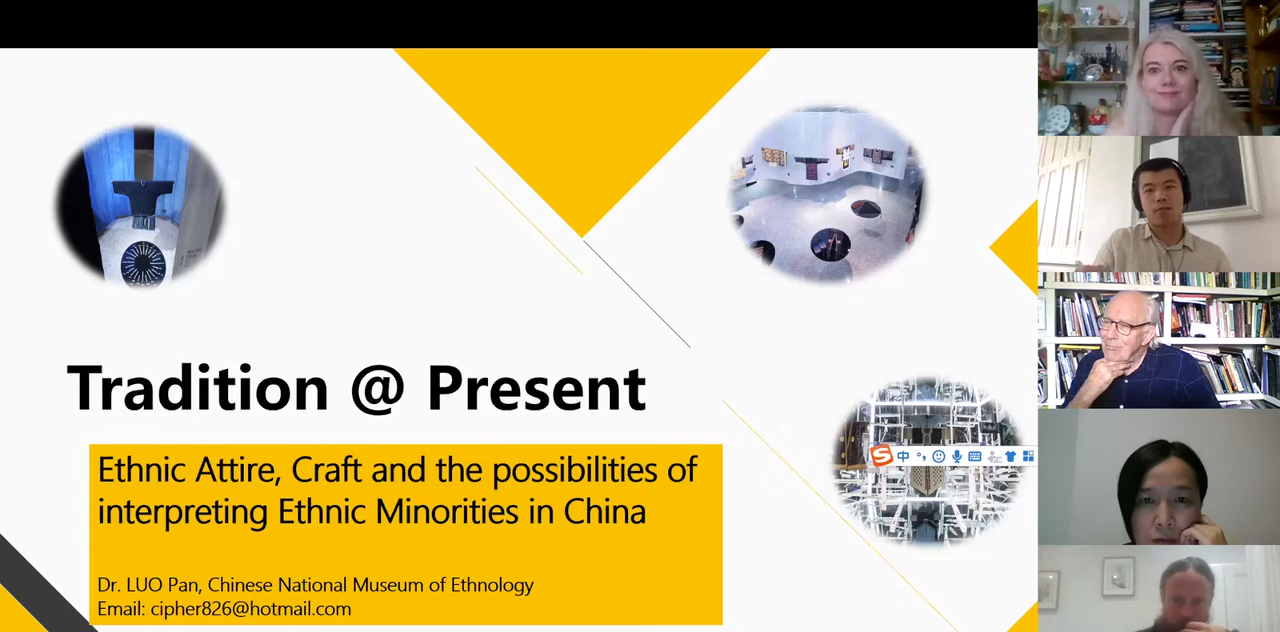 Tradition @ Present
S中
Ethnic Attire, Craft and the possibilities of
interpreting Ethnic Minorities in China
Dr. LUO Pan, Chinese National Museum of Ethnology
Email: cipher826@hotmail.com